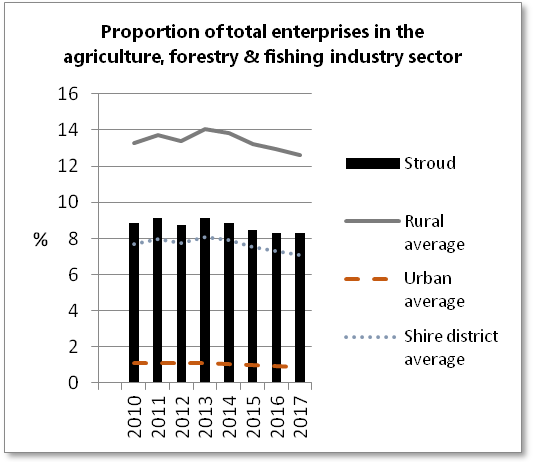 Proportion of total enterprises in the
agriculture, forestry & fishing industry sector
16
14
12
10
8
6
4
2
0
%
2010
2011
2012
2013
2014
2015
2016
2017
Stroud
Rural
average
Urban
average
Shire district
average